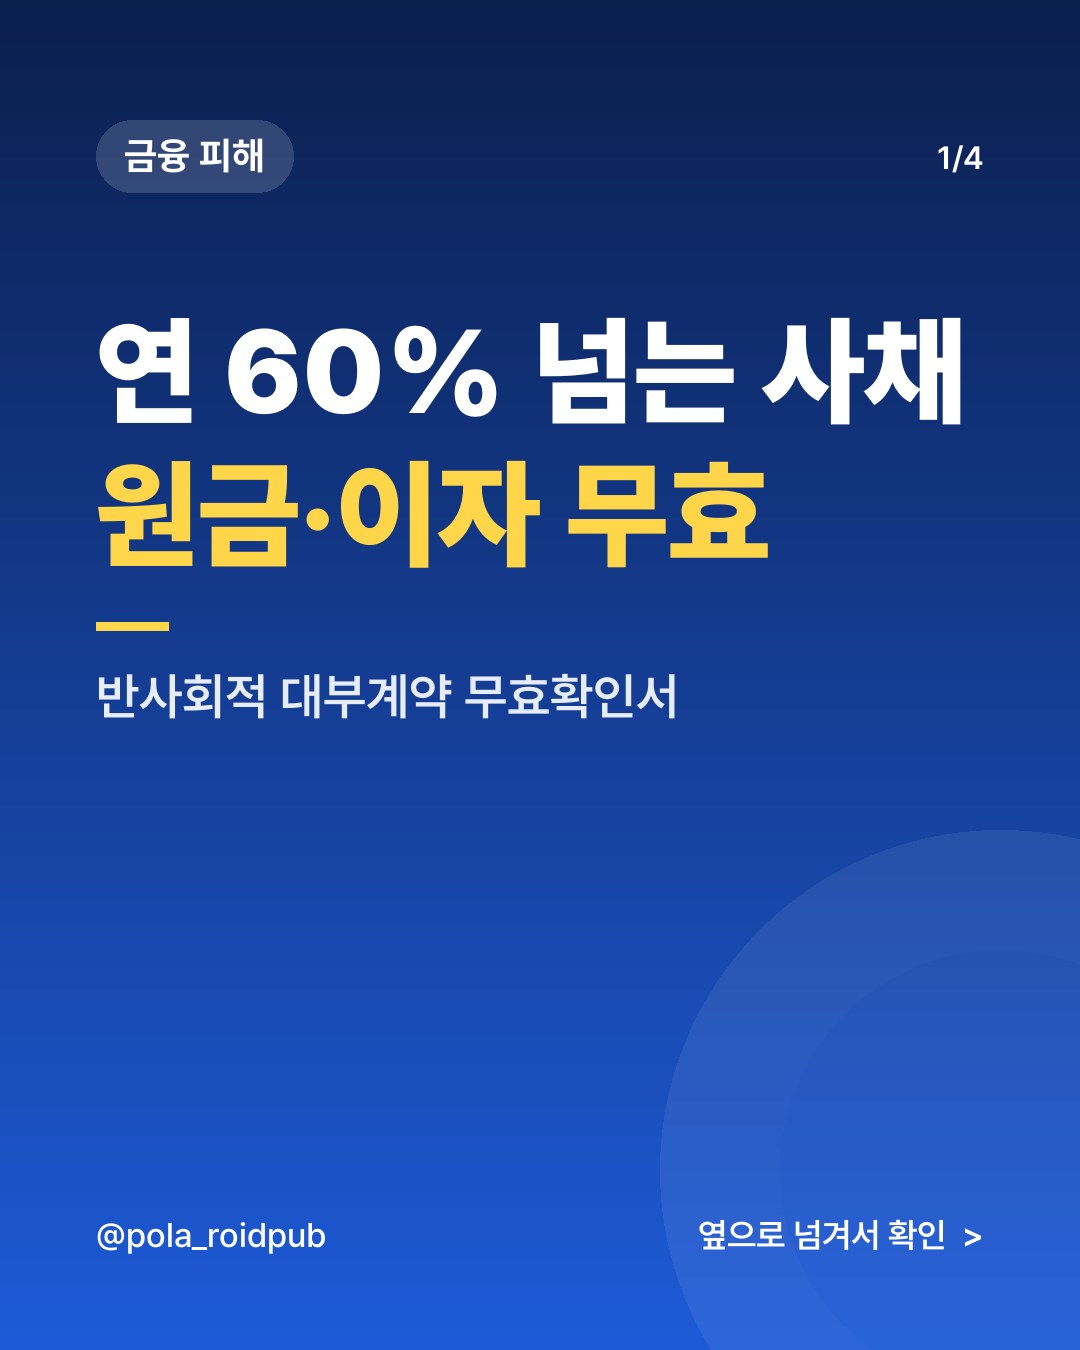 금융 피해
1/4
연 60% 넘는 사채
원금·이자 무효
반사회적 대부계약 무효확인서
@pola_roidpub
옆으로 넘겨서 확인 >